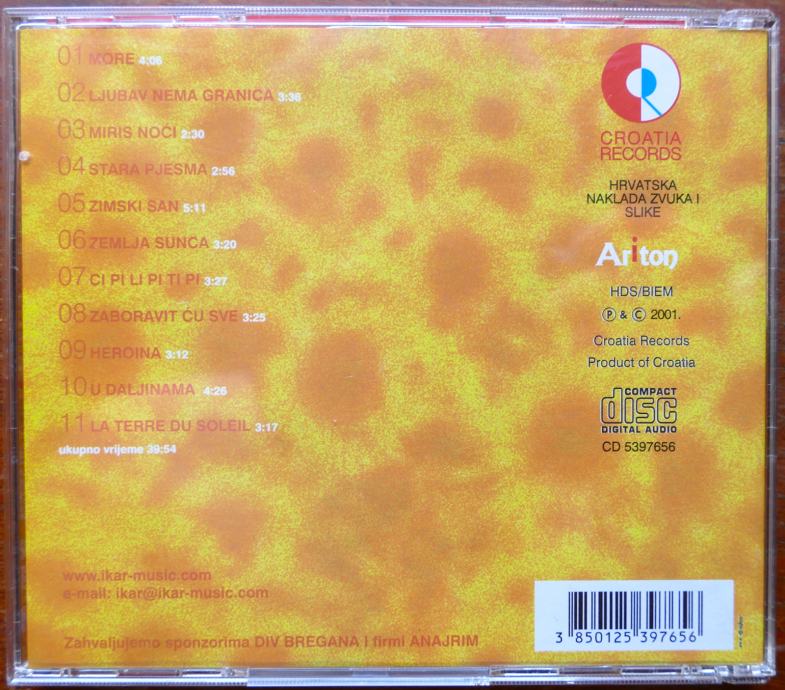 01 MORE 4:06
02 LJUBAV NEMA GRANICA 3:36
03 MIRIS NOĆI 2:30
04 STARA PJESMA 2:56
05 ZIMSKI SAN 5:11
06 ZEMLJA SUNCA 3:20
07 CI PI LI PI TI PI 3:27
08 ZABORAVIT ĆU SVE 3:25
09 HEROINA 3:12
10 U DALJINAMA 4:26
11 LA TERRE DU SOLEIL 3:17
ukupno vrijeme 39:54
www.ikar-music.com
e-mail: ikar@ikar-music.com
Zahvaljujemo sponzorima DIV BREGANA I firmi ANAJRIM
CROATIA
RECORDS
HRVATSKA
NAKLADA ZVUKA I
SLIKE
Ariton
HDS/BIEM
Ⓟ & © 2001.
Croatia Records
Product of Croatia
COMPACT
disc
DIGITAL AUDIO
CD 5397656
3 850125 397656